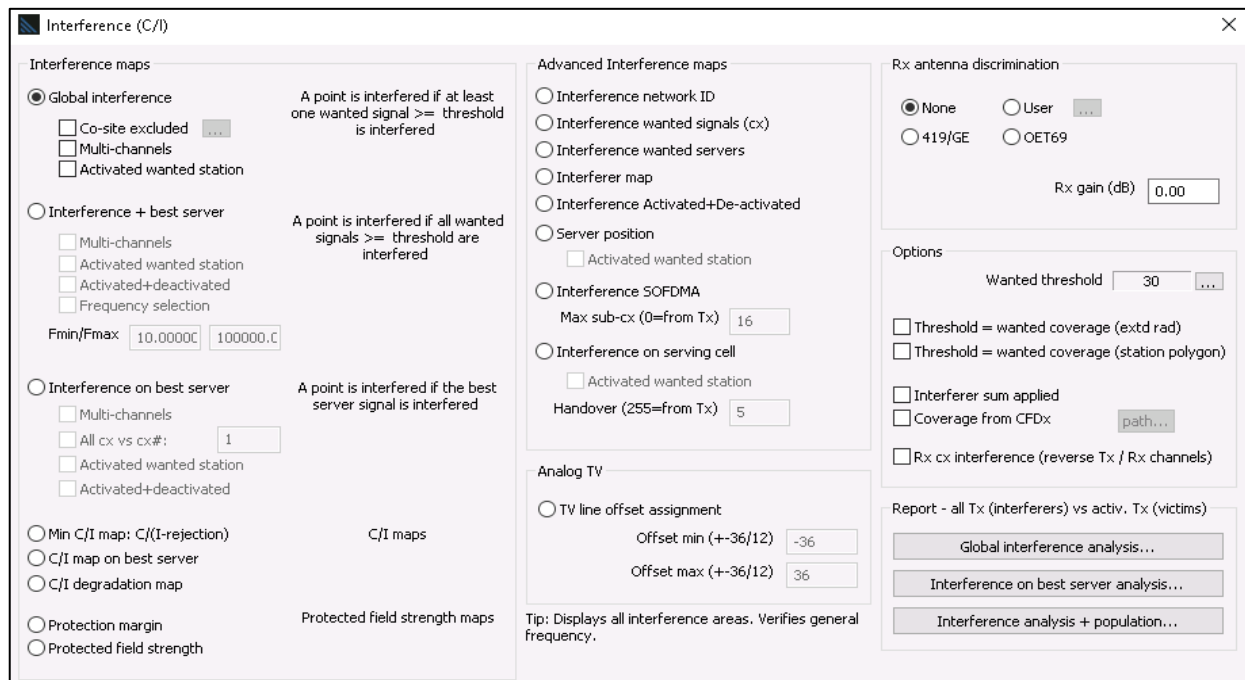 Interference (C/I)
Interference maps
Global interference
A point is interfered if at least
one wanted signal >= threshold
is interfered
Co-site excluded ...
Multi-channels
Activated wanted station
Interference + best server
A point is interfered if all wanted
signals >= threshold are
interfered
Multi-channels
Activated wanted station
Activated+deactivated
Frequency selection
Fmin/Fmax 10.00000 100000.0
Interference on best server
A point is interfered if the best
server signal is interfered
Multi-channels
All cx vs cx#: 1
Activated wanted station
Activated+deactivated
Min C/I map: C/(I-rejection) C/I maps
C/I map on best server
C/I degradation map
Protection margin Protected field strength maps
Protected field strength
Advanced Interference maps
Interference network ID
Interference wanted signals (cx)
Interference wanted servers
Interferer map
Interference Activated+De-activated
Server position
Activated wanted station
Interference SOFDMA
Max sub-cx (0=from Tx) 16
Interference on serving cell
Activated wanted station
Handover (255=from Tx) 5
Analog TV
TV line offset assignment
Offset min (+-36/12) -36
Offset max (+-36/12) 36
Tip: Displays all interference areas. Verifies general
frequency.
Rx antenna discrimination
None User ...
419/GE OET69
Rx gain (dB) 0.00
Options
Wanted threshold 30 ...
Threshold = wanted coverage (extd rad)
Threshold = wanted coverage (station polygon)
Interferer sum applied
Coverage from CFDx path...
Rx cx interference (reverse Tx / Rx channels)
Report - all Tx (interferers) vs activ. Tx (victims)
Global interference analysis...
Interference on best server analysis...
Interference analysis + population...